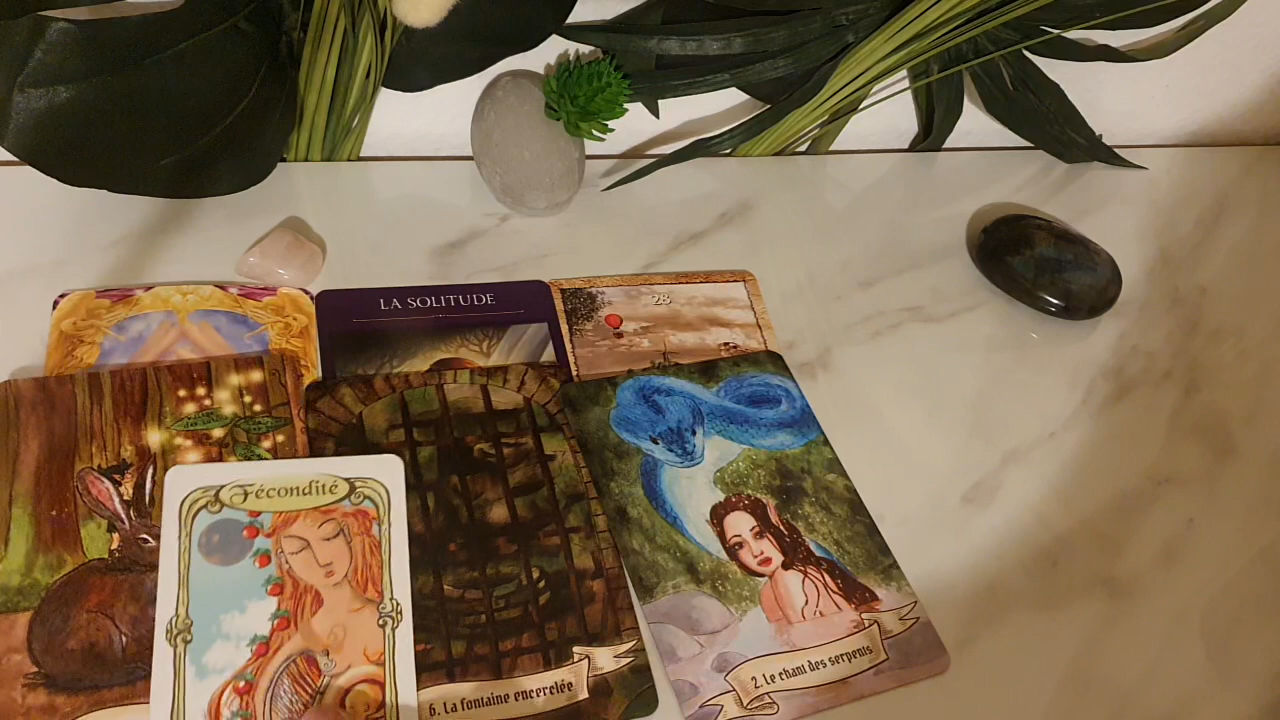 LA SOLITUDE
28
Fécondité
6. La fontaine encerclée
2. Le chant des serpents